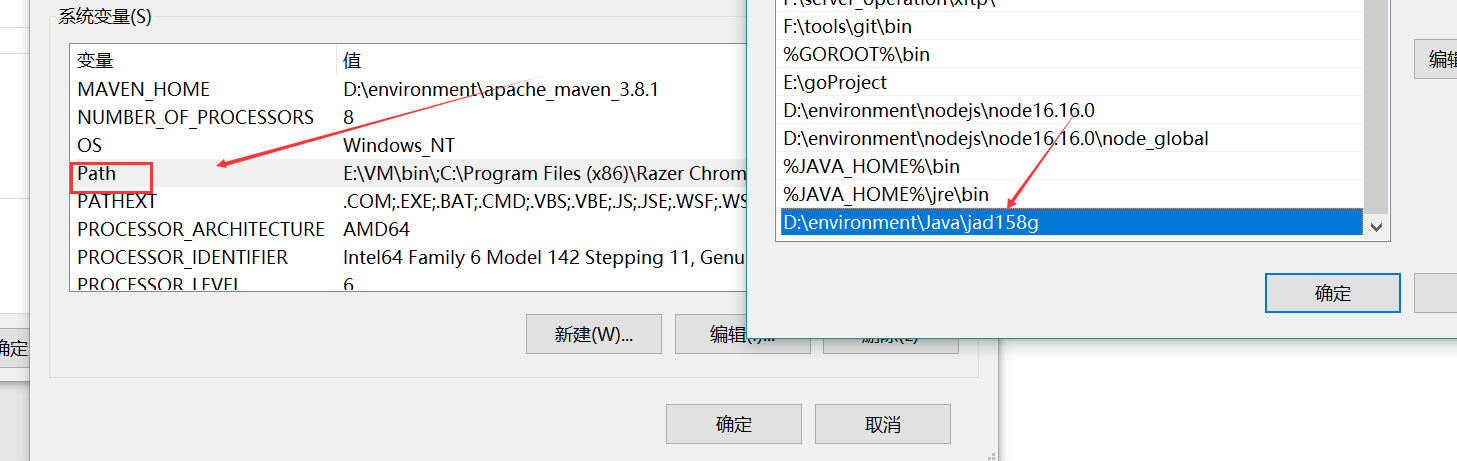 系统变量(S)
变量 值
MAVEN_HOME D:\environment\apache_maven_3.8.1
NUMBER_OF_PROCESSORS 8
OS Windows_NT
Path E:\VM\bin\;C:\Program Files (x86)\Razer Chrom
PATHEXT .COM;.EXE;.BAT;.CMD;.VBS;.VBE;.JS;.JSE;.WSF;.WS
PROCESSOR_ARCHITECTURE AMD64
PROCESSOR_IDENTIFIER Intel64 Family 6 Model 142 Stepping 11, Genu
PROCESSOR_LEVEL 6
新建(W)... 编辑(I)... 删除(L)
确定 取消
确定
F:\server_operation\xftp\
F:\tools\git\bin
%GOROOT%\bin
E:\goProject
D:\environment\nodejs\node16.16.0
D:\environment\nodejs\node16.16.0\node_global
%JAVA_HOME%\bin
%JAVA_HOME%\jre\bin
D:\environment\Java\jad158g
编辑
确定